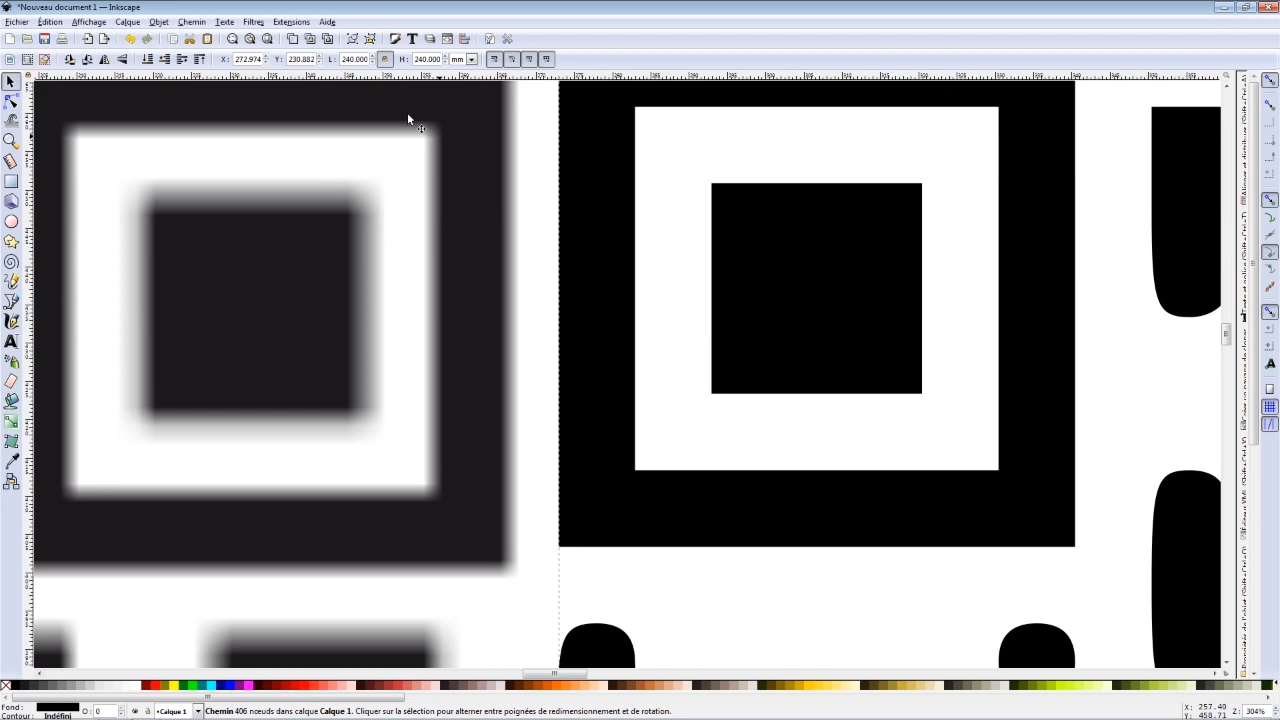 *Nouveau document 1 — Inkscape
Fichier Édition Affichage Calque Objet Chemin Texte Filtres Extensions Aide
X: 272.974 Y: 230.882 L: 240.000 H: 240.000 mm
Fond :
Contour : Indéfini
O: 0
•Calque 1
Chemin 406 nœuds dans calque Calque 1. Cliquer sur la sélection pour alterner entre poignées de redimensionnement et de rotation.
X: 257.40
Y: 458.71
Z: 304%